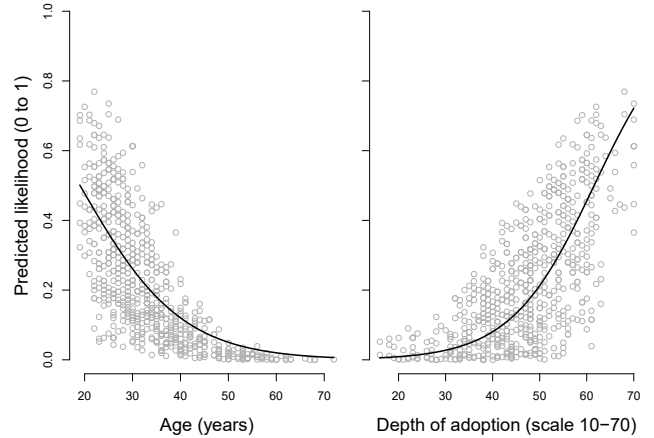 Predicted likelihood (0 to 1)
1.0
0.8
0.6
0.4
0.2
0.0
20 30 40 50 60 70
20 30 40 50 60 70
Age (years)
Depth of adoption (scale 10−70)